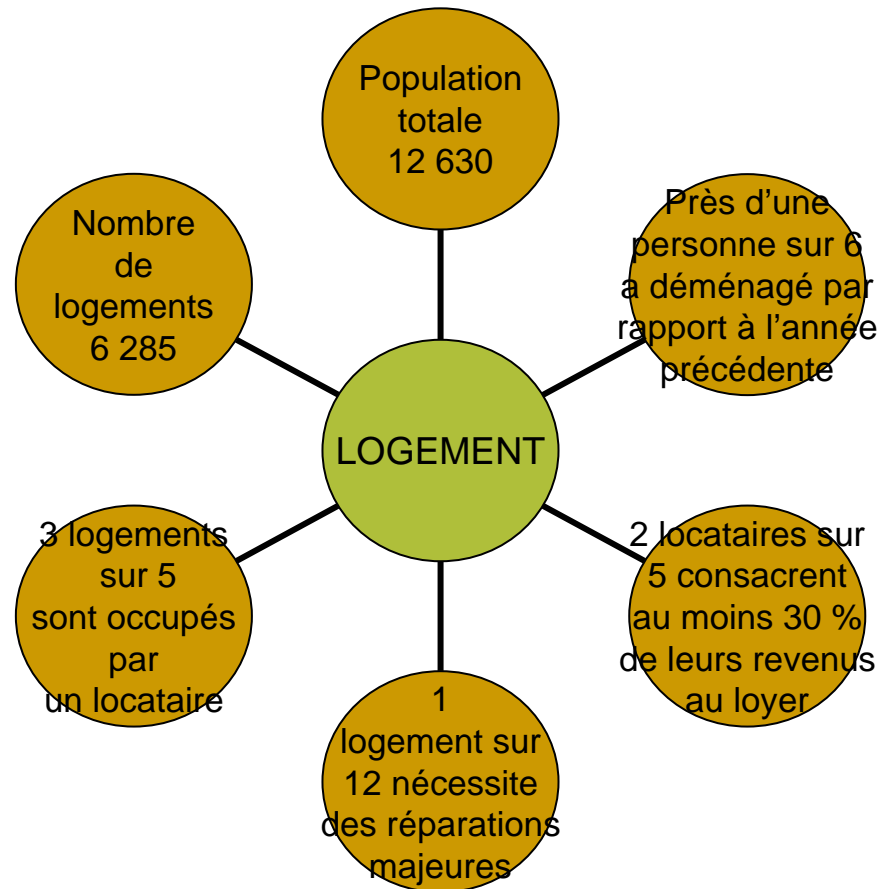 Population
totale
12 630
Près d’une
personne sur 6
a déménagé par
rapport à l’année
précédente
Nombre
de
logements
6 285
LOGEMENT
3 logements
sur 5
sont occupés
par
un locataire
2 locataires sur
5 consacrent
au moins 30 %
de leurs revenus
au loyer
1
logement sur
12 nécessite
des réparations
majeures